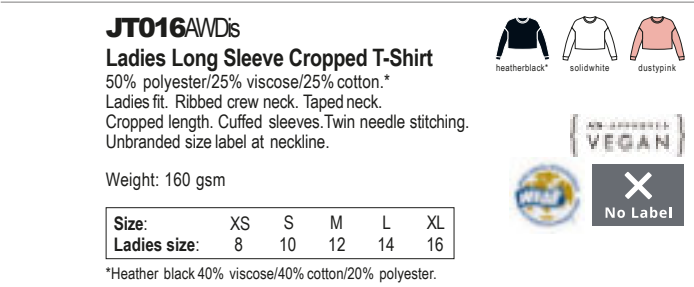 JT016AWDis
Ladies Long Sleeve Cropped T-Shirt
50% polyester/25% viscose/25% cotton.*
Ladies fit. Ribbed crew neck. Taped neck.
Cropped length. Cuffed sleeves.Twin needle stitching.
Unbranded size label at neckline.
Weight: 160 gsm
Size: XS S M L XL
Ladies size: 8 10 12 14 16
*Heather black 40% viscose/40% cotton/20% polyester.
heatherblack* solidwhite dustypink
VEGAN
No Label